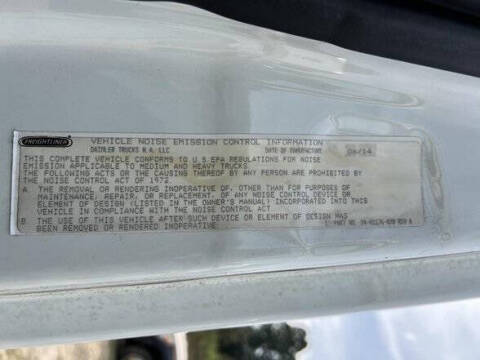 FREIGHTLINER
VEHICLE NOISE EMISSION CONTROL INFORMATION
DAIMLER TRUCKS N.A. LLC DATE OF MANUFACTURE
THIS COMPLETE VEHICLE CONFORMS TO U.S.EPA REGULATIONS FOR NOISE
EMISSION APPLICABLE TO MEDIUM AND HEAVY TRUCKS.
THE FOLLOWING ACTS OR THE CAUSING THEREOF BY ANY PERSON ARE PROHIBITED BY
THE NOISE CONTROL ACT OF 1972
A THE REMOVAL OR RENDERING INOPERATIVE OF, OTHER THAN FOR PURPOSES OF
MAINTENANCE, REPAIR, OR REPLACEMENT, OF ANY NOISE CONTROL DEVICE OR
ELEMENT OF DESIGN (LISTED IN THE OWNER'S MANUAL) INCORPORATED INTO THIS
VEHICLE IN COMPLIANCE WITH THE NOISE CONTROL ACT
B THE USE OF THIS VEHICLE AFTER SUCH DEVICE OR ELEMENT OF DESIGN HAS
BEEN REMOVED OR RENDERED INOPERATIVE. PART NO.